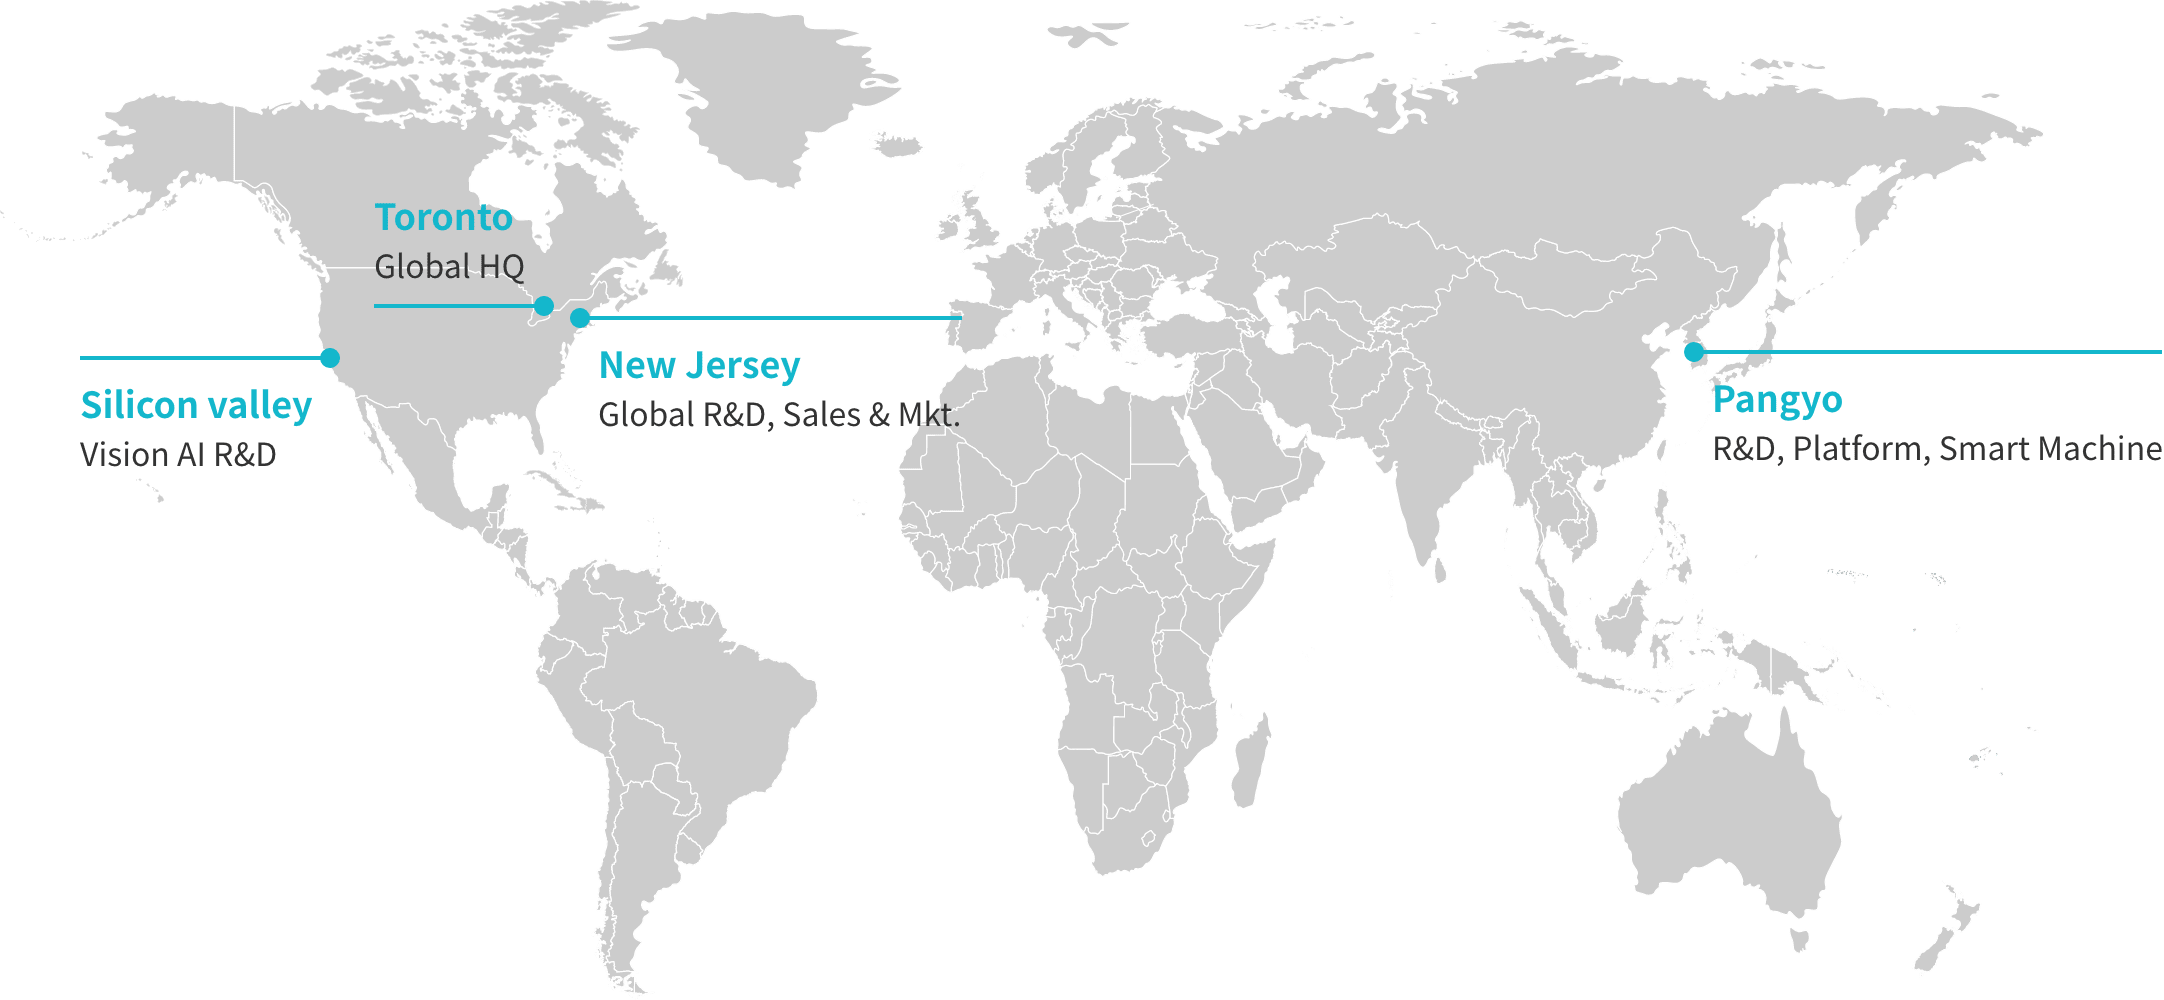 Toronto
Global HQ
New Jersey
Global R&D, Sales & Mkt.
Silicon valley
Vision AI R&D
Pangyo
R&D, Platform, Smart Machine